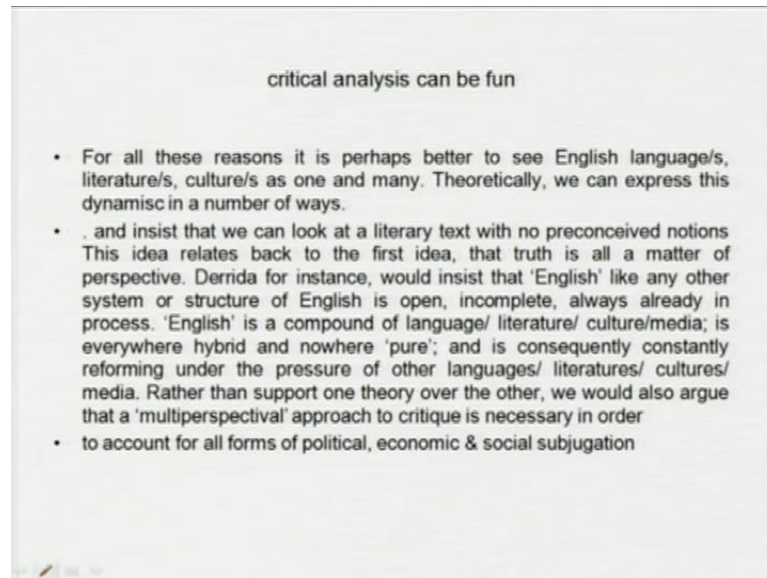 critical analysis can be fun
• For all these reasons it is perhaps better to see English language/s,
literature/s, culture/s as one and many. Theoretically, we can express this
dynamisc in a number of ways.
• . and insist that we can look at a literary text with no preconceived notions
This idea relates back to the first idea, that truth is all a matter of
perspective. Derrida for instance, would insist that 'English' like any other
system or structure of English is open, incomplete, always already in
process. 'English' is a compound of language/ literature/ culture/media; is
everywhere hybrid and nowhere 'pure'; and is consequently constantly
reforming under the pressure of other languages/ literatures/ cultures/
media. Rather than support one theory over the other, we would also argue
that a 'multiperspectival' approach to critique is necessary in order
• to account for all forms of political, economic & social subjugation